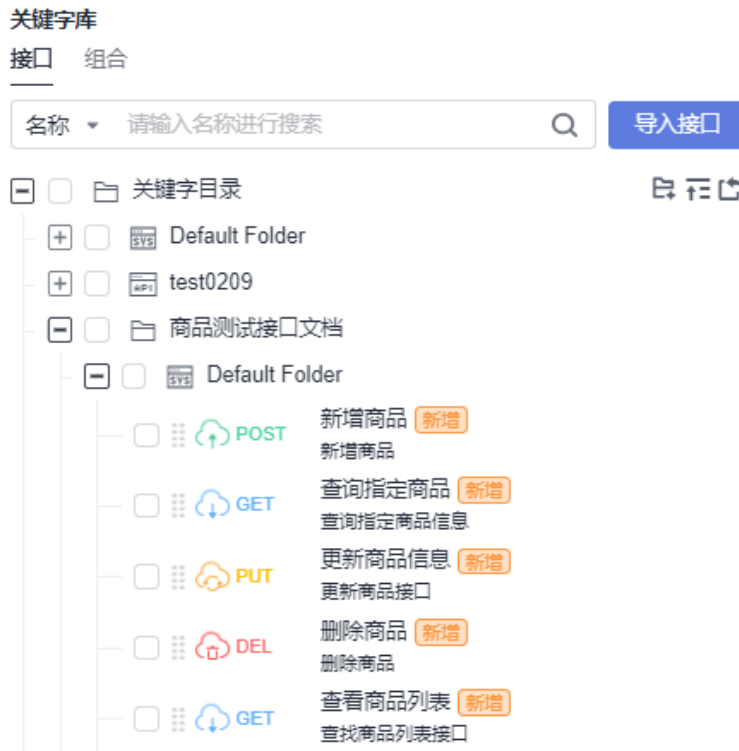 关键字库
接口 组合
名称 请输入名称进行搜索 导入接口
关键字目录
SYS Default Folder
API test0209
商品测试接口文档
SYS Default Folder
POST 新增商品 新增
新增商品
GET 查询指定商品 新增
查询指定商品信息
PUT 更新商品信息 新增
更新商品接口
DEL 删除商品 新增
删除商品
GET 查看商品列表 新增
查找商品列表接口